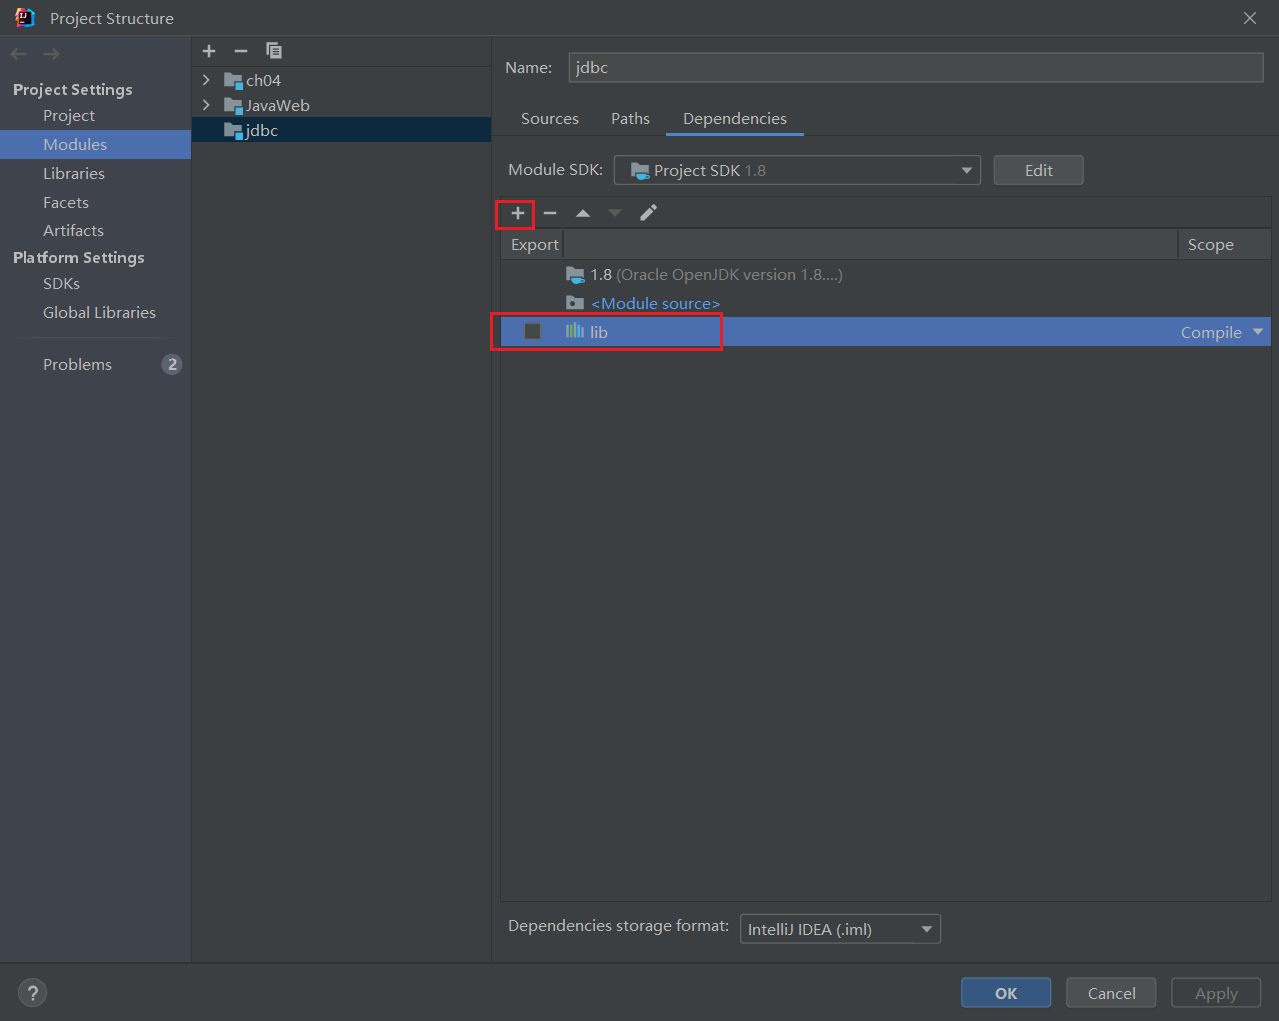 Project Structure
Project Settings
Project
Modules
Libraries
Facets
Artifacts
Platform Settings
SDKs
Global Libraries
Problems 2
ch04
JavaWeb
jdbc
Name: jdbc
Sources Paths Dependencies
Module SDK: Project SDK 1.8 Edit
Export Scope
1.8 (Oracle OpenJDK version 1.8....)
<Module source>
lib Compile
Dependencies storage format: IntelliJ IDEA (.iml)
? OK Cancel Apply